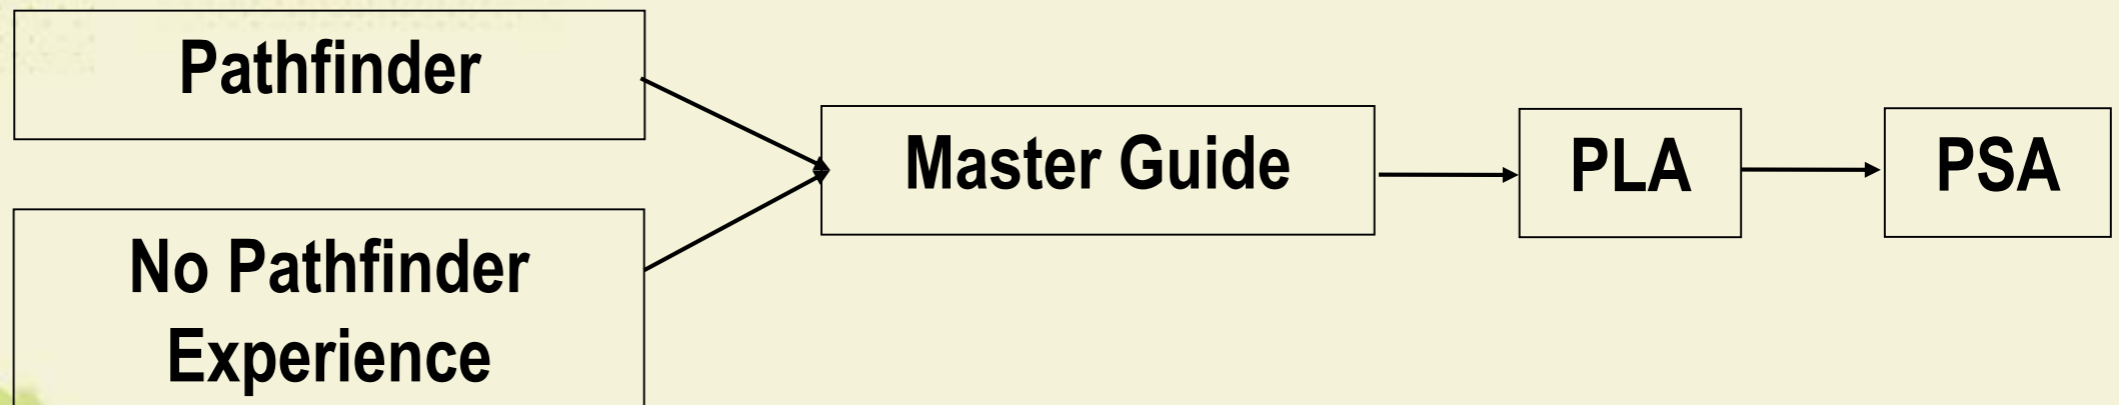 Pathfinder
Master Guide
PLA
PSA
No Pathfinder
Experience